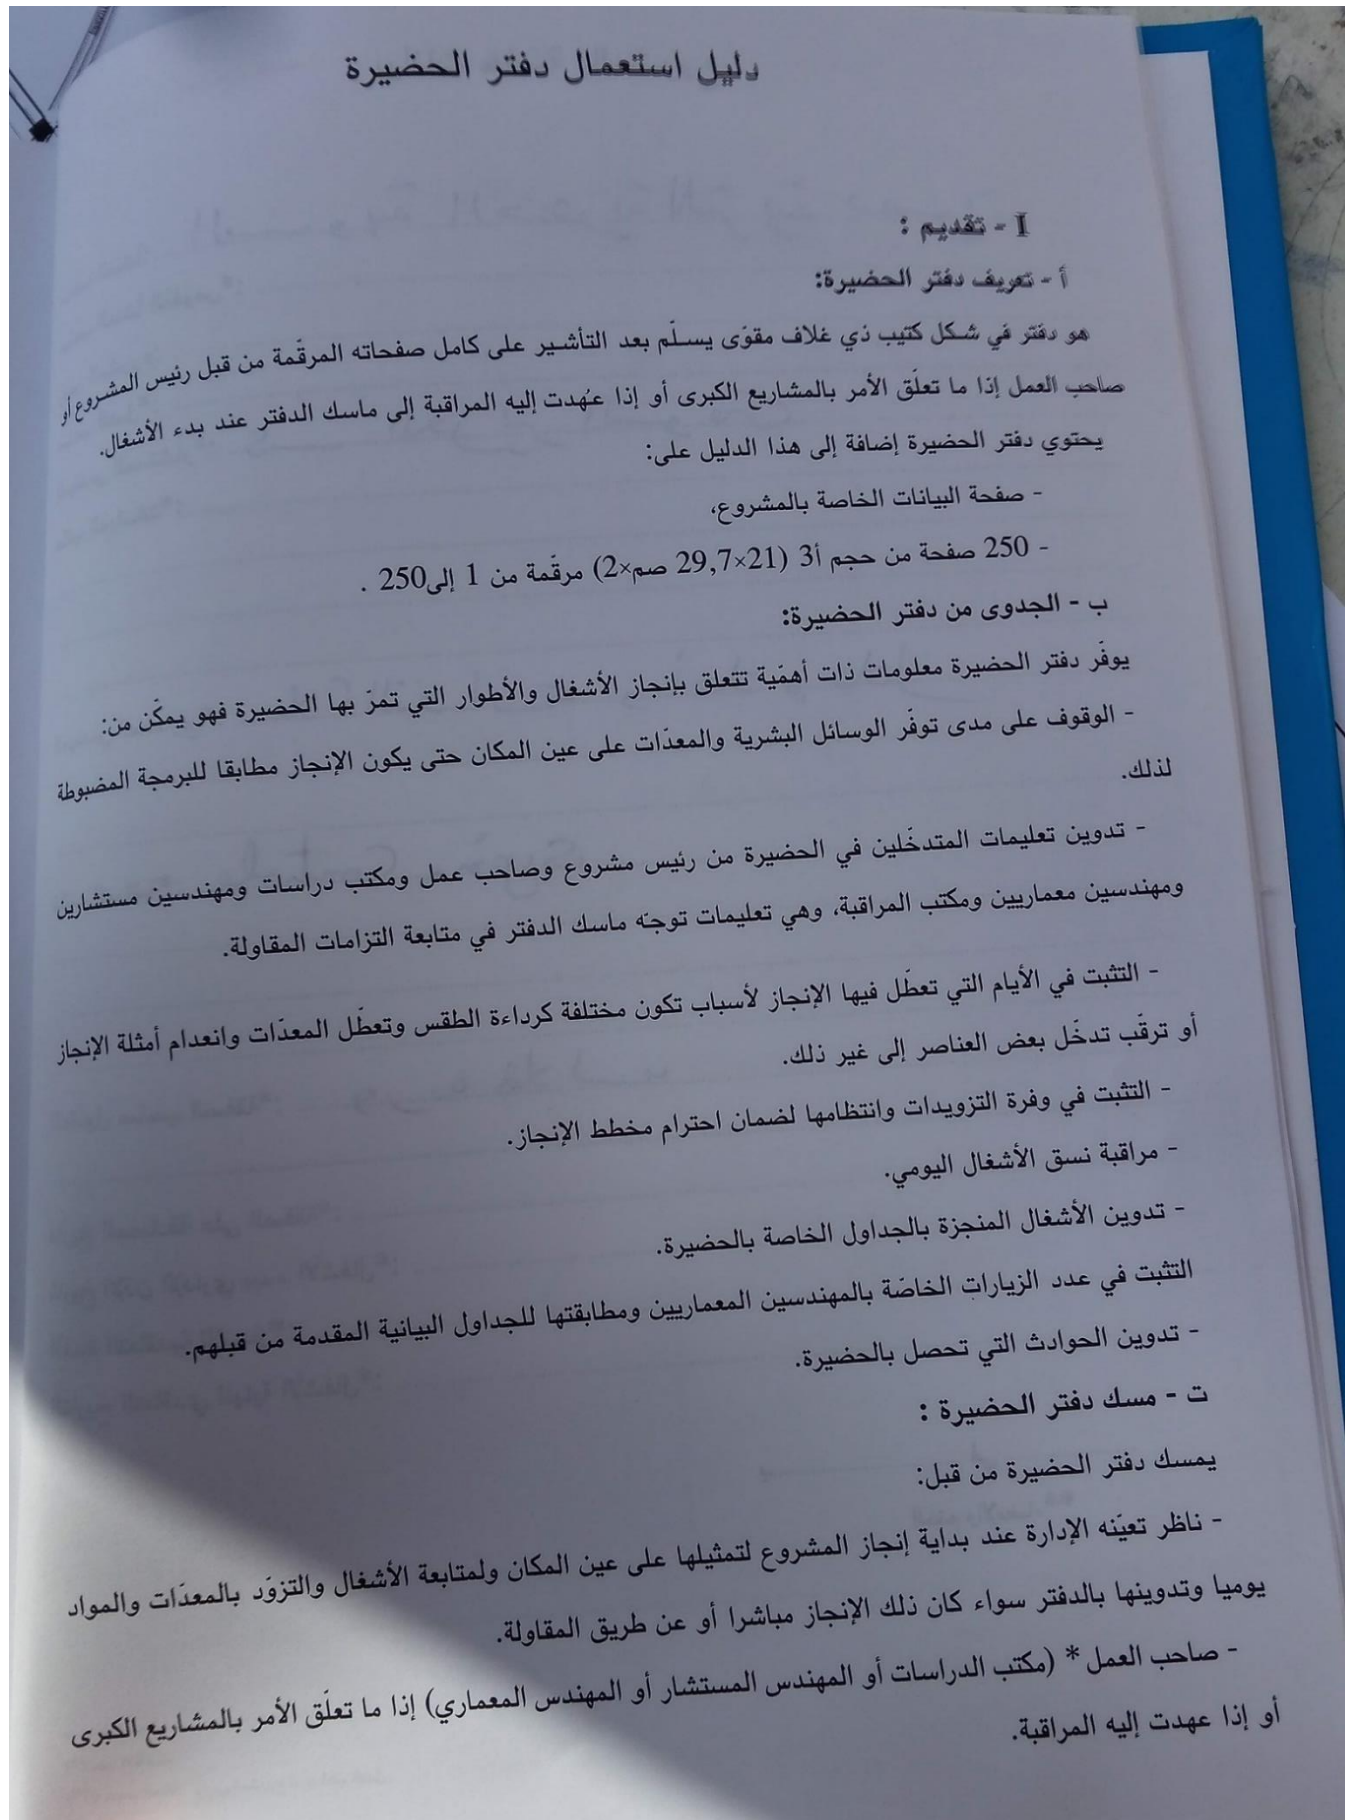 دليل استعمال دفتر الحضيرة
I - تقديم :
أ - تعريف دفتر الحضيرة:
هو دفتر في شكل كتيب ذي غلاف مقوّى يسلّم بعد التأشير على كامل صفحاته المرقّمة من قبل رئيس المشروع أو
صاحب العمل إذا ما تعلّق الأمر بالمشاريع الكبرى أو إذا عُهدت إليه المراقبة إلى ماسك الدفتر عند بدء الأشغال.
يحتوي دفتر الحضيرة إضافة إلى هذا الدليل على:
- صفحة البيانات الخاصة بالمشروع،
- 250 صفحة من حجم أ3 (21×29,7 صم×2) مرقّمة من 1 إلى250 .
ب - الجدوى من دفتر الحضيرة:
يوفّر دفتر الحضيرة معلومات ذات أهمّية تتعلق بإنجاز الأشغال والأطوار التي تمرّ بها الحضيرة فهو يمكّن من:
- الوقوف على مدى توفّر الوسائل البشرية والمعدّات على عين المكان حتى يكون الإنجاز مطابقا للبرمجة المضبوطة
لذلك.
- تدوين تعليمات المتدخّلين في الحضيرة من رئيس مشروع وصاحب عمل ومكتب دراسات ومهندسين مستشارين
ومهندسين معماريين ومكتب المراقبة، وهي تعليمات توجّه ماسك الدفتر في متابعة التزامات المقاولة.
- التثبت في الأيام التي تعطّل فيها الإنجاز لأسباب تكون مختلفة كرداءة الطقس وتعطّل المعدّات وانعدام أمثلة الإنجاز
أو ترقّب تدخّل بعض العناصر إلى غير ذلك.
- التثبت في وفرة التزويدات وانتظامها لضمان احترام مخطط الإنجاز.
- مراقبة نسق الأشغال اليومي.
- تدوين الأشغال المنجزة بالجداول الخاصة بالحضيرة.
التثبت في عدد الزيارات الخاصّة بالمهندسين المعماريين ومطابقتها للجداول البيانية المقدمة من قبلهم.
- تدوين الحوادث التي تحصل بالحضيرة.
ت - مسك دفتر الحضيرة :
يمسك دفتر الحضيرة من قبل:
- ناظر تعيّنه الإدارة عند بداية إنجاز المشروع لتمثيلها على عين المكان ولمتابعة الأشغال والتزوّد بالمعدّات والمواد
يوميا وتدوينها بالدفتر سواء كان ذلك الإنجاز مباشرا أو عن طريق المقاولة.
- صاحب العمل * (مكتب الدراسات أو المهندس المستشار أو المهندس المعماري) إذا ما تعلّق الأمر بالمشاريع الكبرى
أو إذا عهدت إليه المراقبة.